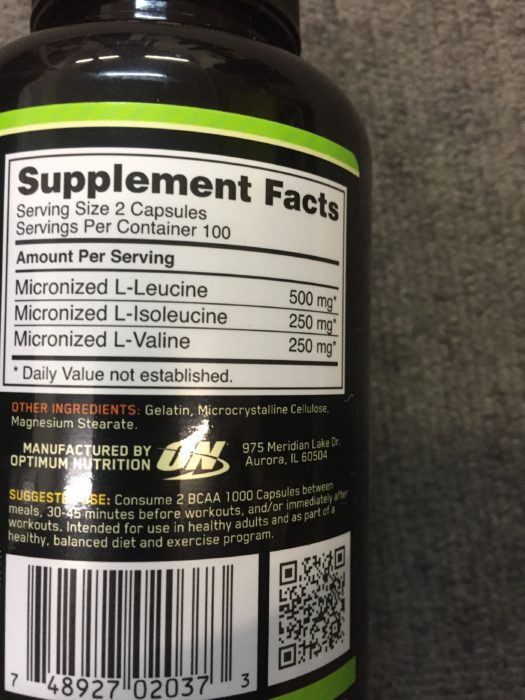 Supplement Facts
Serving Size 2 Capsules
Servings Per Container 100
Amount Per Serving
Micronized L-Leucine 500 mg*
Micronized L-Isoleucine 250 mg*
Micronized L-Valine 250 mg*
* Daily Value not established.
OTHER INGREDIENTS: Gelatin, Microcrystalline Cellulose,
Magnesium Stearate.
MANUFACTURED BY
OPTIMUM NUTRITION
ON
975 Meridian Lake Dr.
Aurora, IL 60504
SUGGESTED USE: Consume 2 BCAA 1000 Capsules between
meals, 30-45 minutes before workouts, and/or immediately after
workouts. Intended for use in healthy adults and as part of a
healthy, balanced diet and exercise program.
7 48927 02037 3